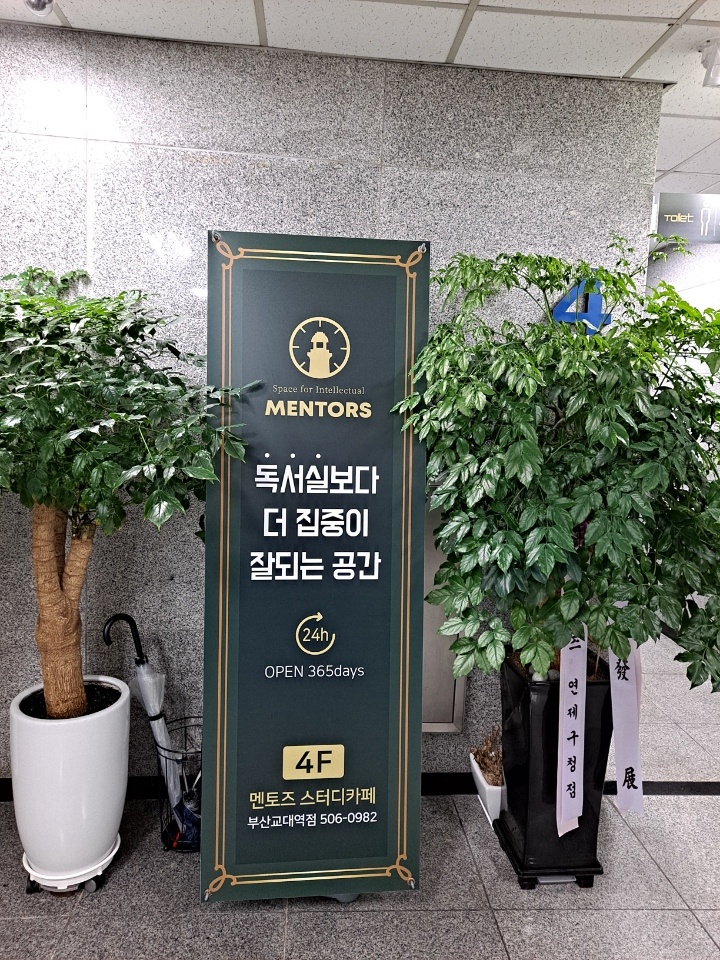 Space for Intellectual
MENTORS
독서실보다
더 집중이
잘되는 공간
24h
OPEN 365days
4F
멘토즈 스터디카페
부산교대역점 506-0982
4
Toilet
연제구청점
發
展